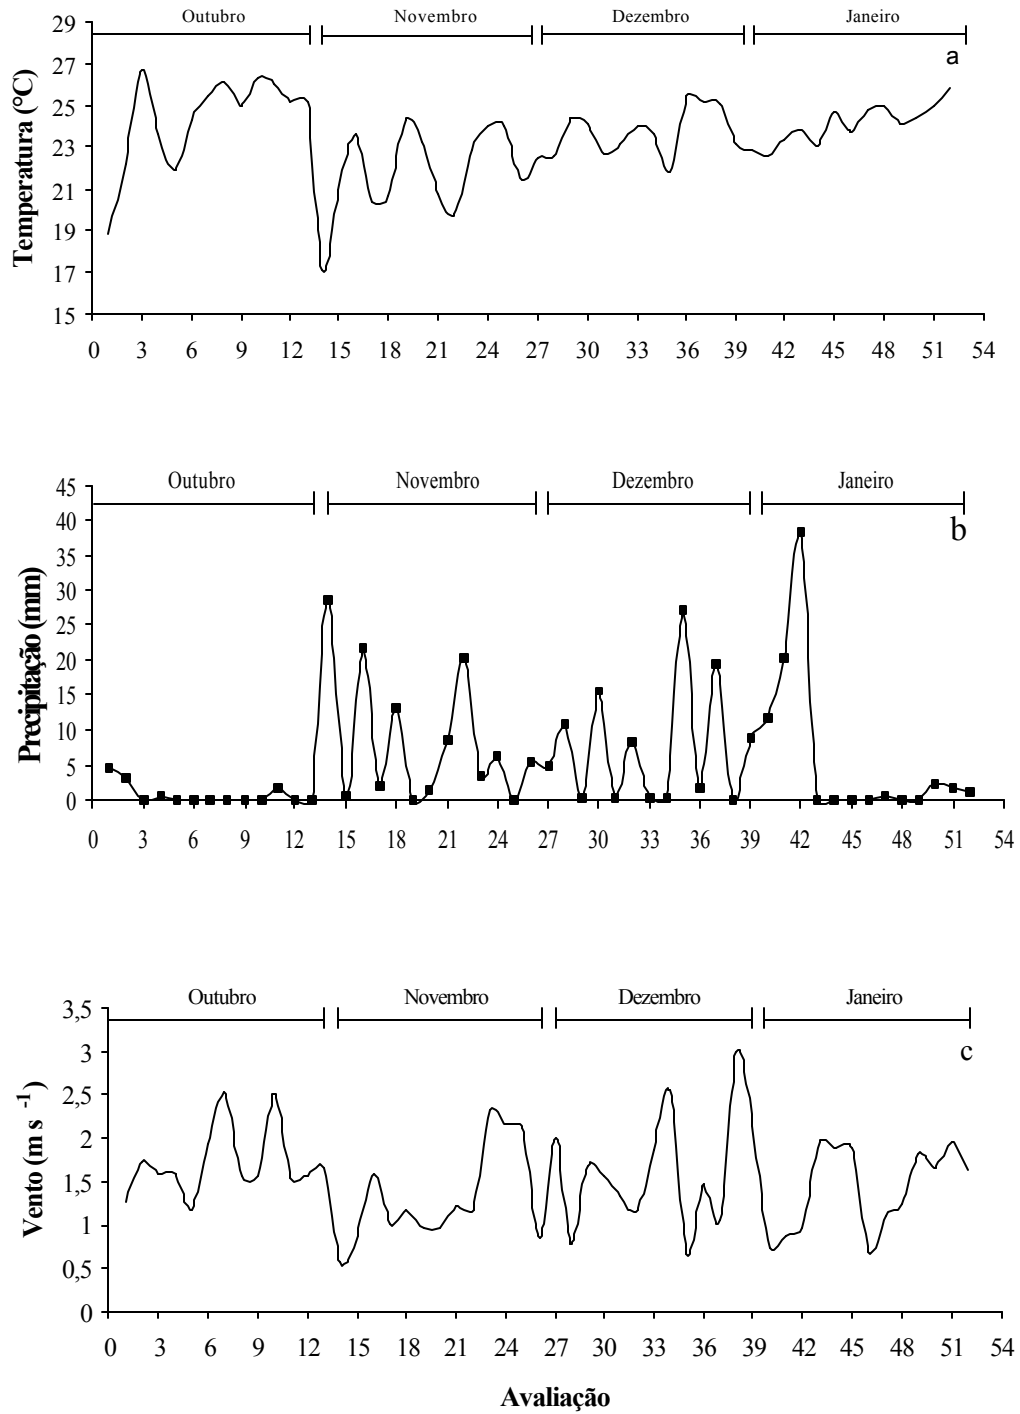 Outubro Novembro Dezembro Janeiro
a
Temperatura (°C)
29
27
25
23
21
19
17
15
0 3 6 9 12 15 18 21 24 27 30 33 36 39 42 45 48 51 54
Outubro Novembro Dezembro Janeiro
b
Precipitação (mm)
45
40
35
30
25
20
15
10
5
0
0 3 6 9 12 15 18 21 24 27 30 33 36 39 42 45 48 51 54
Outubro Novembro Dezembro Janeiro
c
Vento (m s -1)
3,5
3
2,5
2
1,5
1
0,5
0
0 3 6 9 12 15 18 21 24 27 30 33 36 39 42 45 48 51 54
Avaliação